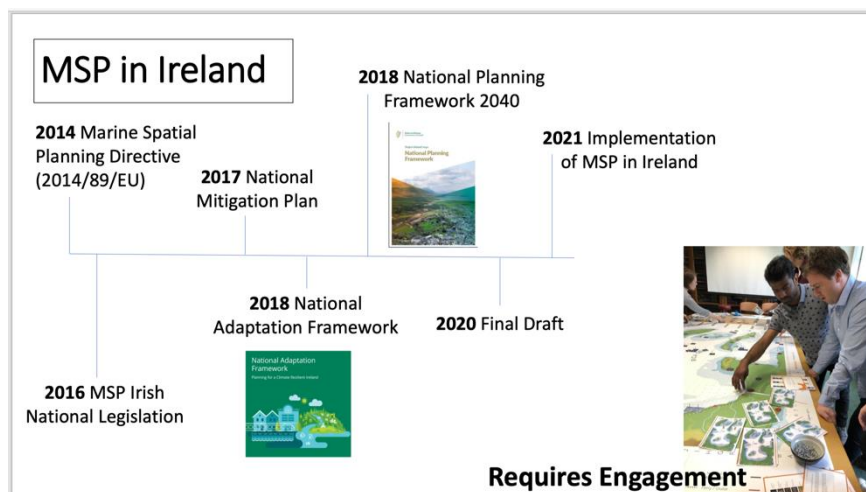 MSP in Ireland
2014 Marine Spatial
Planning Directive
(2014/89/EU)
2017 National
Mitigation Plan
2018 National Planning
Framework 2040
National Planning
Framework
2021 Implementation
of MSP in Ireland
2018 National
Adaptation Framework
National Adaptation
Framework
Planning for a Climate Resilient Ireland
2020 Final Draft
2016 MSP Irish
National Legislation
Requires Engagement